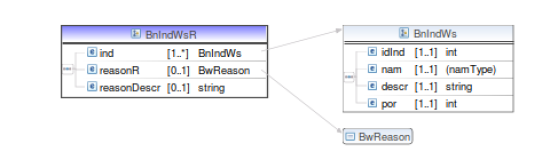 BnIndWsR
ind [1..*] BnIndWs
reasonR [0..1] BwReason
reasonDescr [0..1] string
BnIndWs
idInd [1..1] int
nam [1..1] (namType)
descr [1..1] string
por [1..1] int
BwReason